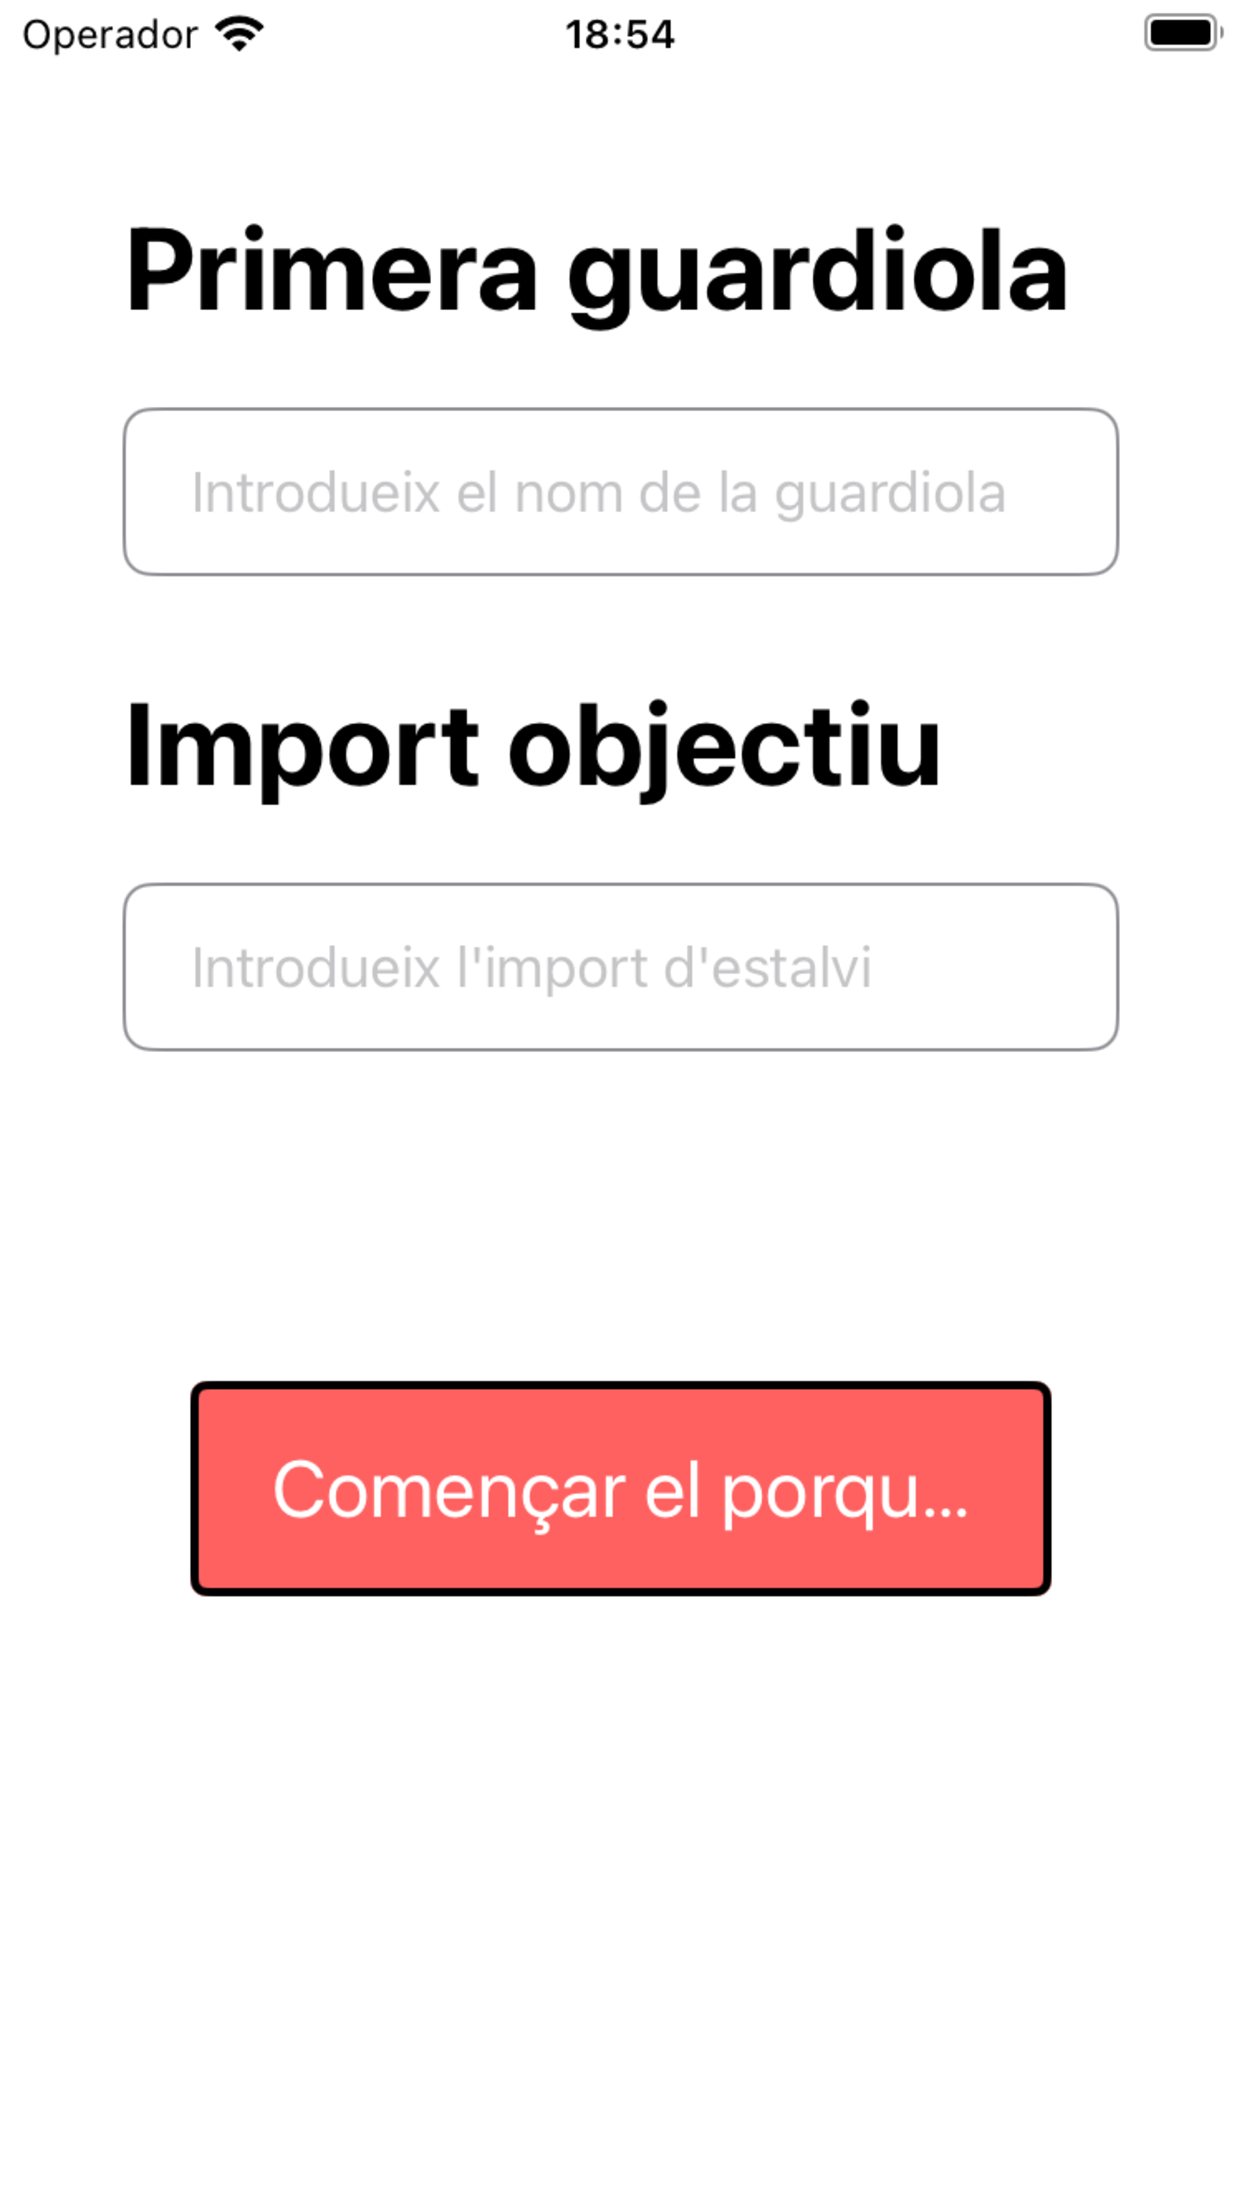 Operador 18:54
Primera guardiola
Introdueix el nom de la guardiola
Import objectiu
Introdueix l'import d'estalvi
Començar el porqu...